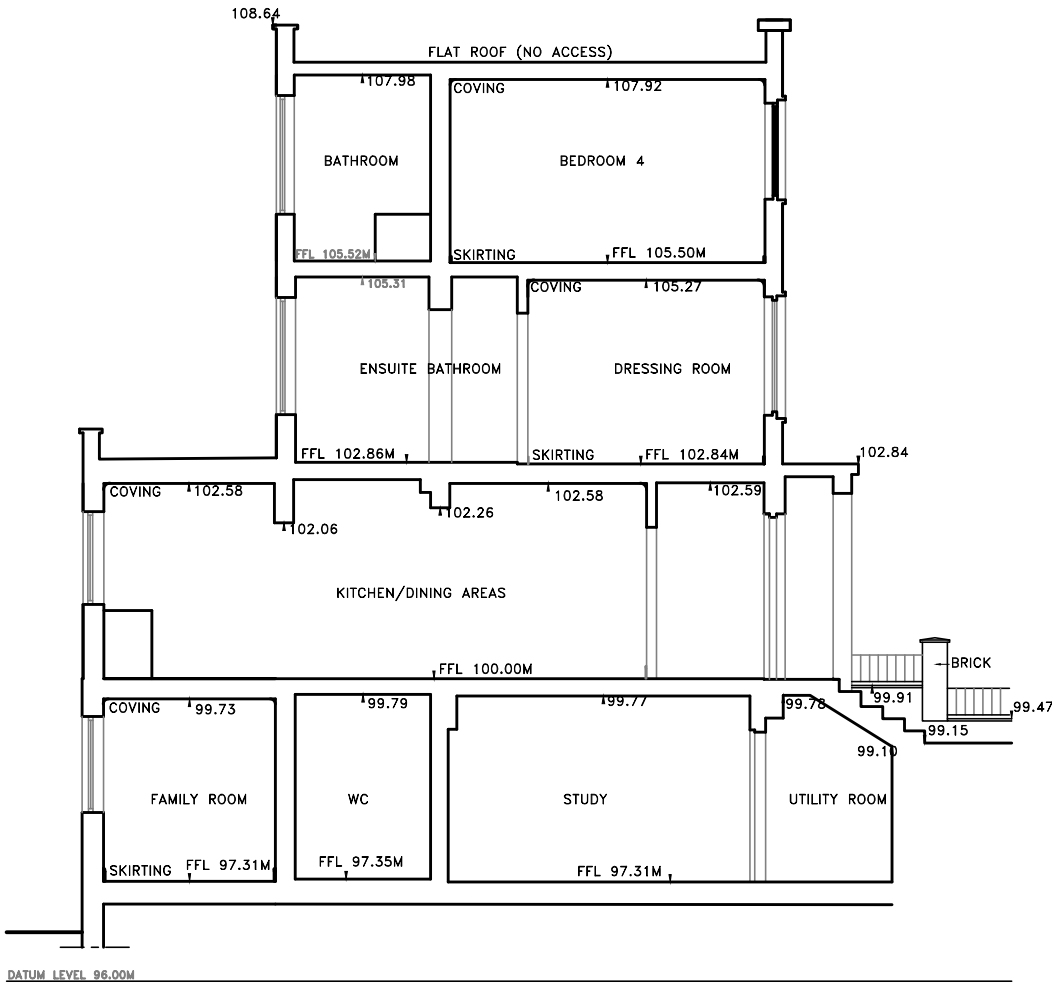 108.64
FLAT ROOF (NO ACCESS)
107.98
COVING
107.92
BATHROOM
BEDROOM 4
FFL 105.52M
SKIRTING
FFL 105.50M
105.31
COVING
105.27
ENSUITE BATHROOM
DRESSING ROOM
FFL 102.86M
SKIRTING
FFL 102.84M
102.84
COVING
102.58
102.58
102.59
102.06
102.26
KITCHEN/DINING AREAS
FFL 100.00M
BRICK
99.91
99.47
COVING
99.73
99.79
99.77
99.78
99.15
99.10
FAMILY ROOM
WC
STUDY
UTILITY ROOM
SKIRTING
FFL 97.31M
FFL 97.35M
FFL 97.31M
DATUM LEVEL 96.00M